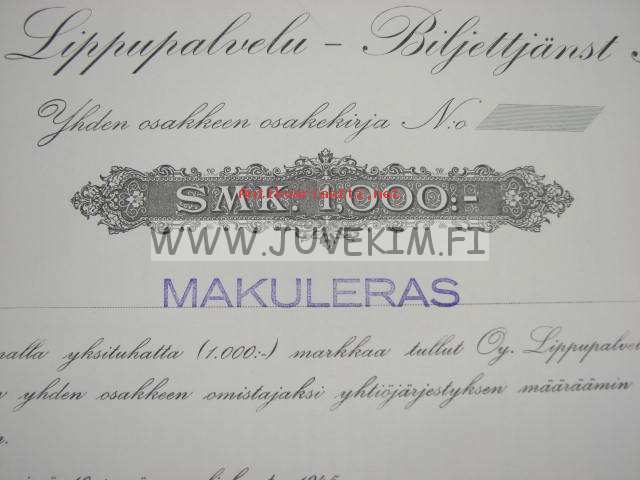 Lippupalvelu – Biljettjänst
Yhden osakkeen osakekirja N:o
SMK. 1,000:-
WWW.JUVEKIM.FI
MAKULERAS
yksituhatta (1.000:-) markkaa tullut Oy. Lippupalve
yhden osakkeen omistajaksi yhtiöjärjestyksen määräämin